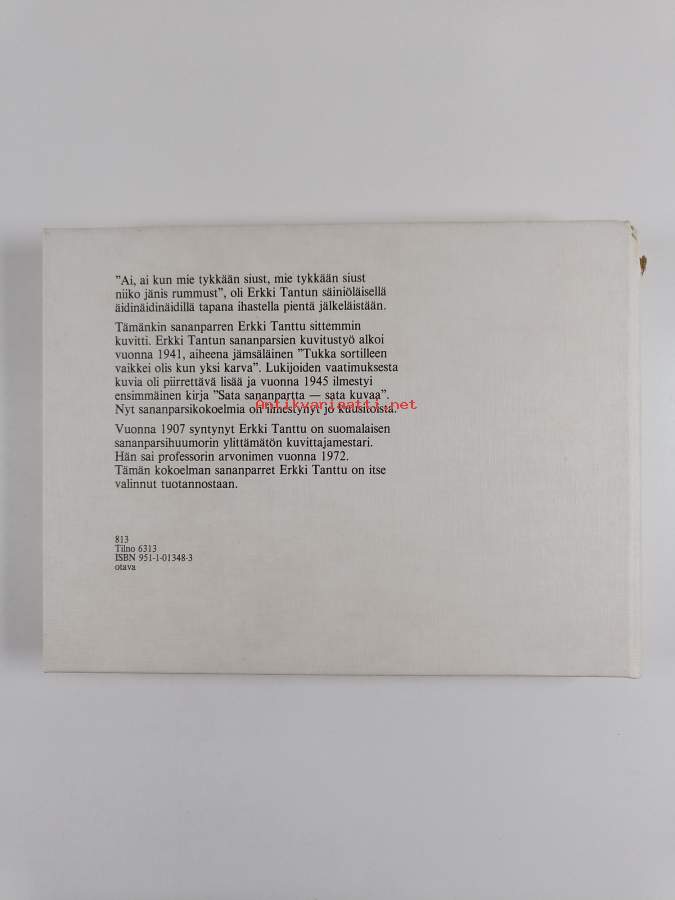 ”Ai, ai kun mie tykkään siust, mie tykkään siust
niiko jänis rummust”, oli Erkki Tantun säiniöläisellä
äidinäidinäidillä tapana ihastella pientä jälkeläistään.
Tämänkin sananparren Erkki Tanttu sittemmin
kuvitti. Erkki Tantun sananparsien kuvitustyö alkoi
vuonna 1941, aiheena jämsäläinen ”Tukka sortilleen
vaikkei olis kun yksi karva”. Lukijoiden vaatimuksesta
kuvia oli piirrettävä lisää ja vuonna 1945 ilmestyi
ensimmäinen kirja ”Sata sananpartta — sata kuvaa”.
Antikvariaatti.net
Nyt sananparsikokoelmia on ilmestynyt jo kuusitoista.
Vuonna 1907 syntynyt Erkki Tanttu on suomalaisen
sananparsihuumorin ylittämätön kuvittajamestari.
Hän sai professorin arvonimen vuonna 1972.
Tämän kokoelman sananparret Erkki Tanttu on itse
valinnut tuotannostaan.
813
Tilno 6313
ISBN 951-1-01348-3
otava